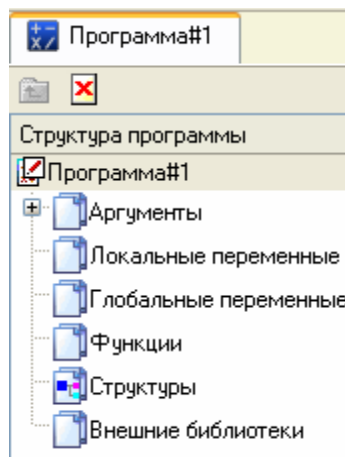 Программа#1
Структура программы
Программа#1
Аргументы
Локальные переменные
Глобальные переменные
Функции
Структуры
Внешние библиотеки